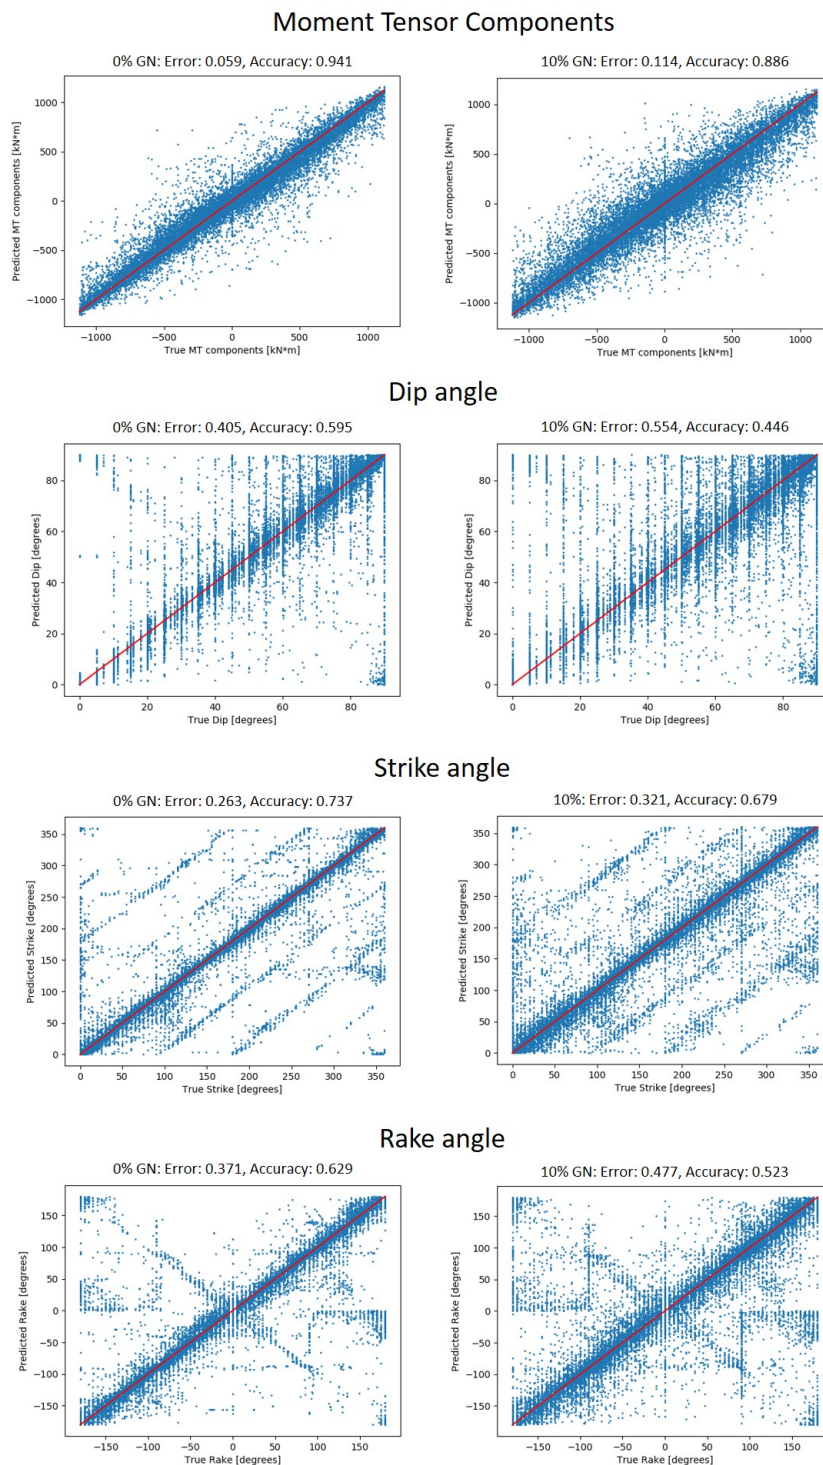 Moment Tensor Components
0% GN: Error: 0.059, Accuracy: 0.941
10% GN: Error: 0.114, Accuracy: 0.886
1000
500
0
−500
−1000
Predicted MT components [kN*m]
−1000 −500 0 500 1000
True MT components [kN*m]
1000
500
0
−500
−1000
Predicted MT components [kN*m]
−1000 −500 0 500 1000
True MT components [kN*m]
Dip angle
0% GN: Error: 0.405, Accuracy: 0.595
10% GN: Error: 0.554, Accuracy: 0.446
80
60
40
20
0
Predicted Dip [degrees]
0 20 40 60 80
True Dip [degrees]
80
60
40
20
0
Predicted Dip [degrees]
0 20 40 60 80
True Dip [degrees]
Strike angle
0% GN: Error: 0.263, Accuracy: 0.737
10%: Error: 0.321, Accuracy: 0.679
350
300
250
200
150
100
50
0
Predicted Strike [degrees]
0 50 100 150 200 250 300 350
True Strike [degrees]
350
300
250
200
150
100
50
0
Predicted Strike [degrees]
0 50 100 150 200 250 300 350
True Strike [degrees]
Rake angle
0% GN: Error: 0.371, Accuracy: 0.629
10% GN: Error: 0.477, Accuracy: 0.523
150
100
50
0
−50
−100
−150
Predicted Rake [degrees]
−150 −100 −50 0 50 100 150
True Rake [degrees]
150
100
50
0
−50
−100
−150
Predicted Rake [degrees]
−150 −100 −50 0 50 100 150
True Rake [degrees]